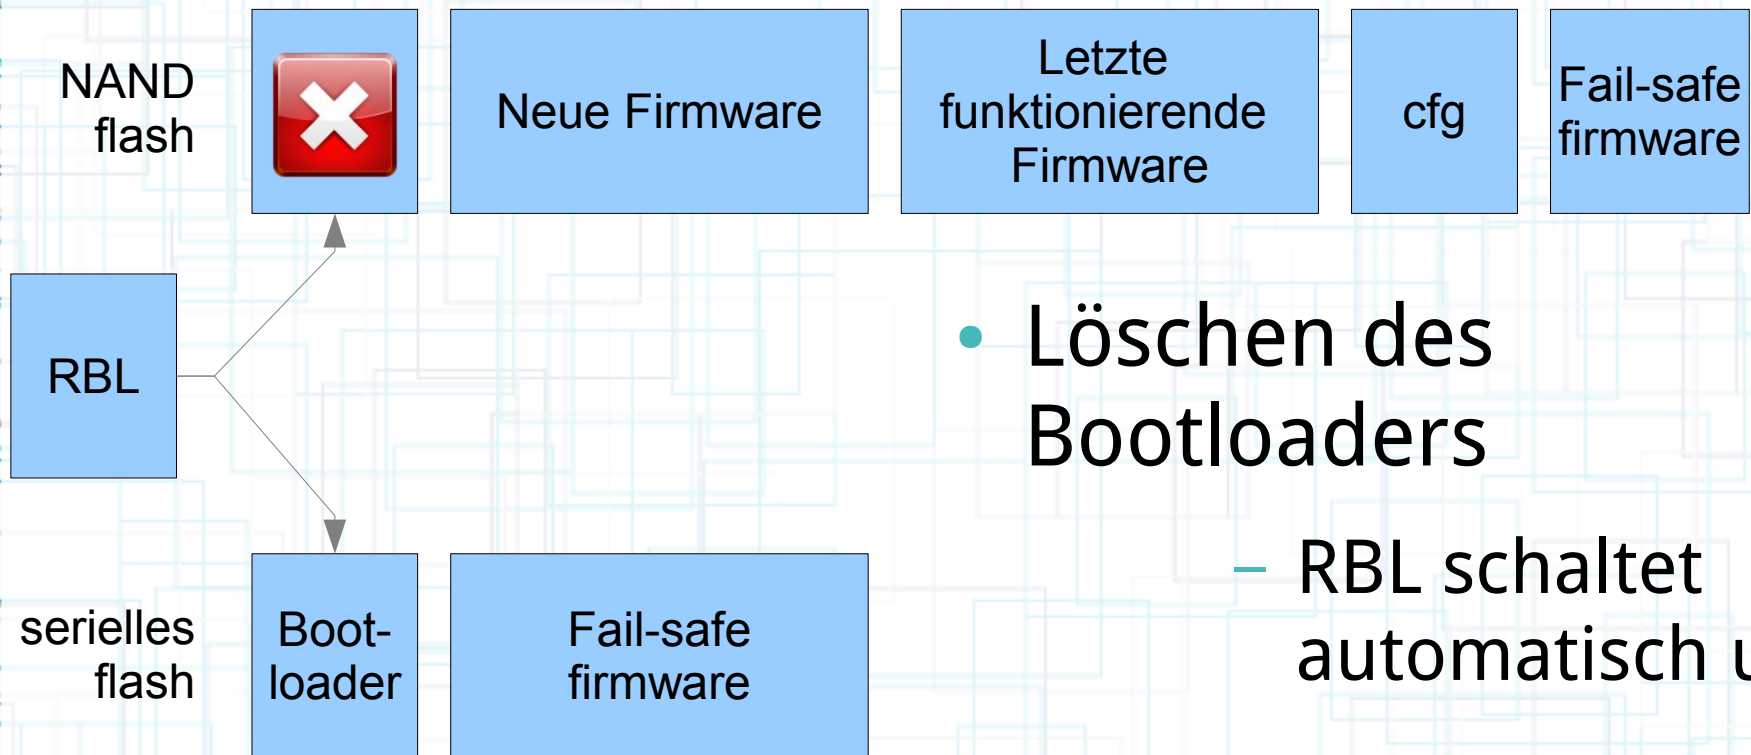 NAND
flash
Neue Firmware
Letzte
funktionierende
Firmware
cfg
Fail-safe
firmware
RBL
• Löschen des
Bootloaders
– RBL schaltet
automatisch
serielles
flash
Boot-
loader
Fail-safe
firmware